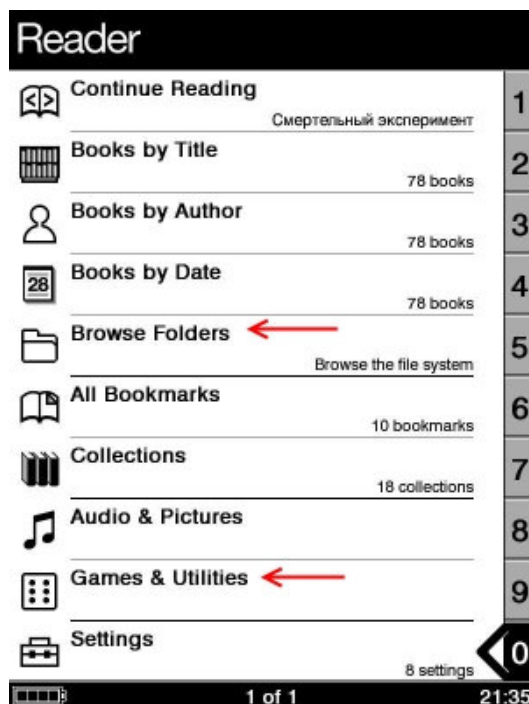 Reader
Continue Reading
1
Смертельный эксперимент
Books by Title
2
78 books
Books by Author
3
78 books
28
Books by Date
4
78 books
Browse Folders
5
Browse the file system
All Bookmarks
6
10 bookmarks
Collections
7
18 collections
Audio & Pictures
8
Games & Utilities
9
Settings
0
8 settings
1 of 1
21:35